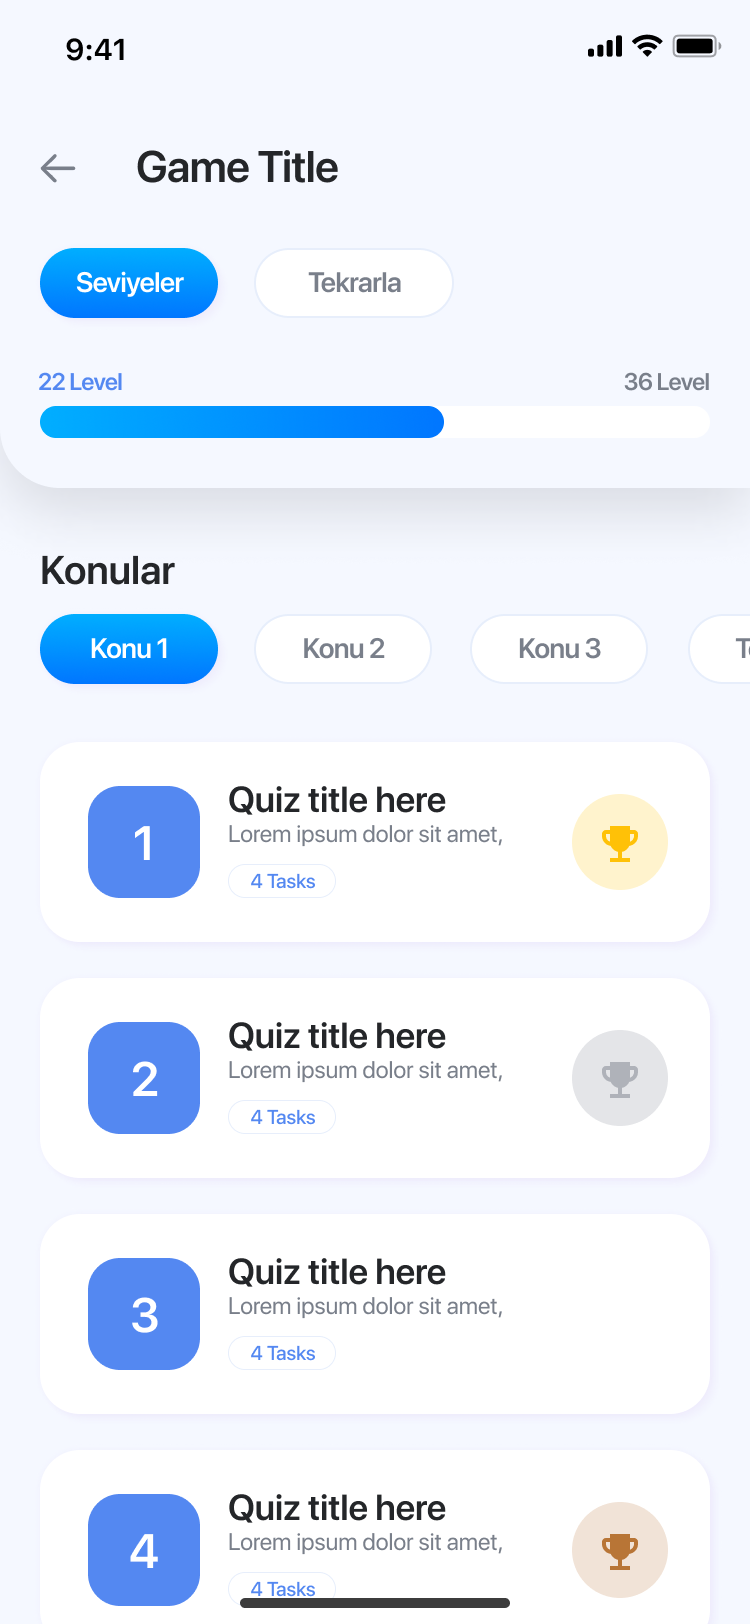 9:41
Game Title
Seviyeler Tekrarla
22 Level 36 Level
Konular
Konu 1 Konu 2 Konu 3
1
Quiz title here
Lorem ipsum dolor sit amet,
4 Tasks
2
Quiz title here
Lorem ipsum dolor sit amet,
4 Tasks
3
Quiz title here
Lorem ipsum dolor sit amet,
4 Tasks
4
Quiz title here
Lorem ipsum dolor sit amet,
4 Tasks